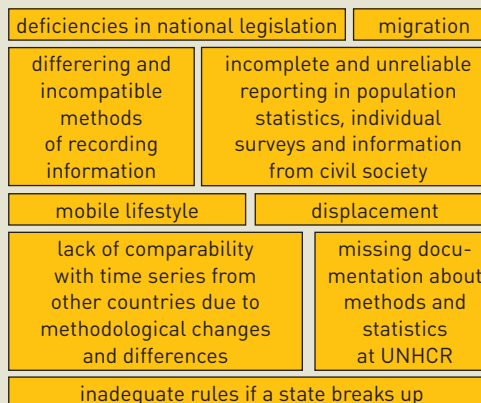 deficiencies in national legislation
migration
differering and
incompatible
methods
of recording
information
incomplete and unreliable
reporting in population
statistics, individual
surveys and information
from civil society
mobile lifestyle
displacement
lack of comparability
with time series from
other countries due to
methodological changes
and differences
missing docu-
mentation about
methods and
statistics
at UNHCR
inadequate rules if a state breaks up